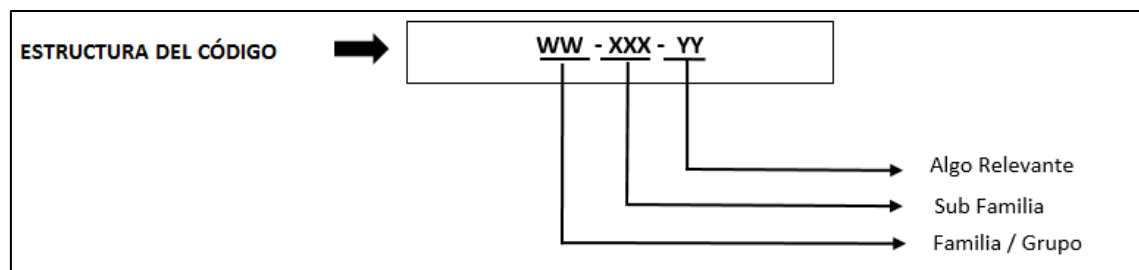 ESTRUCTURA DEL CÓDIGO
WW - XXX - YY
Algo Relevante
Sub Familia
Familia / Grupo